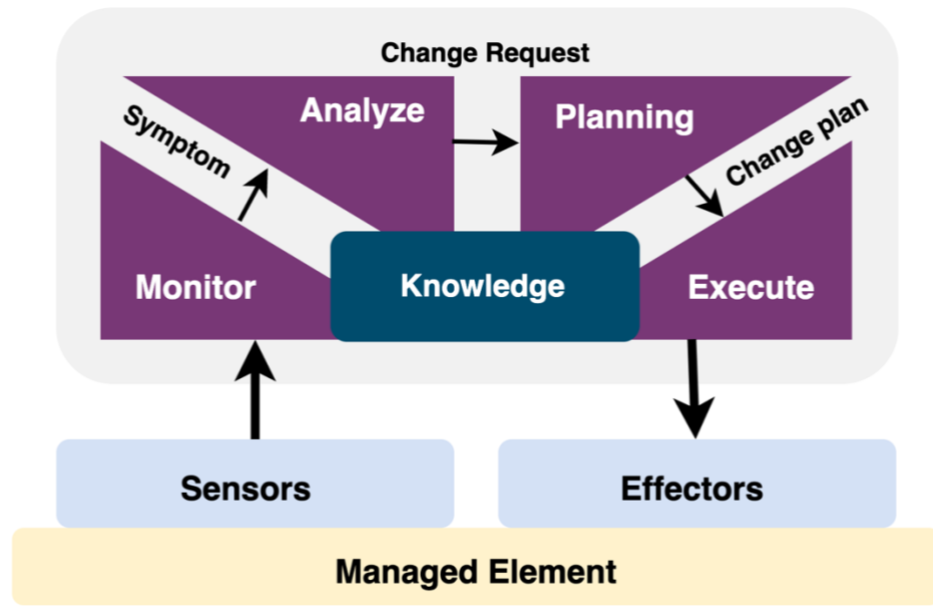 Change Request
Analyze
Planning
Symptom
Change plan
Monitor
Knowledge
Execute
Sensors
Effectors
Managed Element